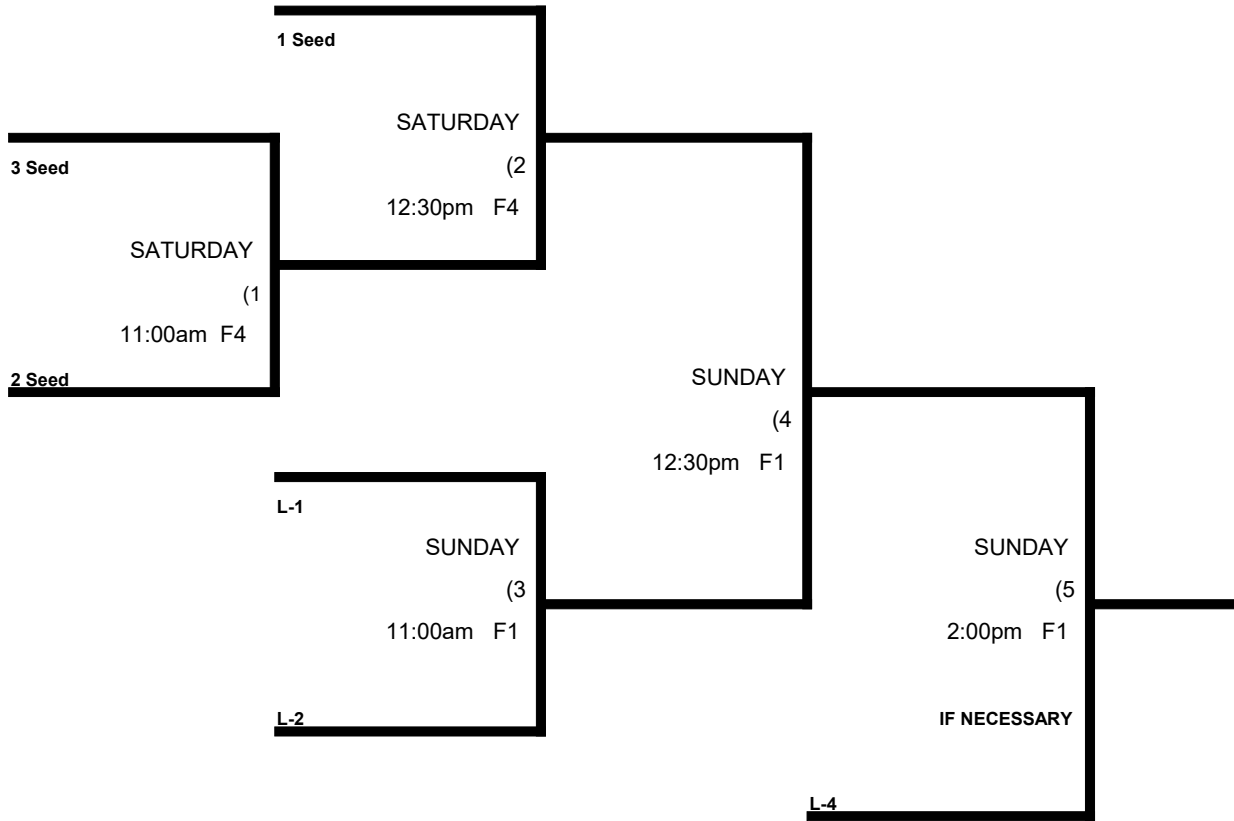 1 Seed
SATURDAY
(2
12:30pm F4
3 Seed
SATURDAY
(1
11:00am F4
2 Seed
SUNDAY
(4
12:30pm F1
L-1
SUNDAY
(3
11:00am F1
L-2
SUNDAY
(5
2:00pm F1
IF NECESSARY
L-4